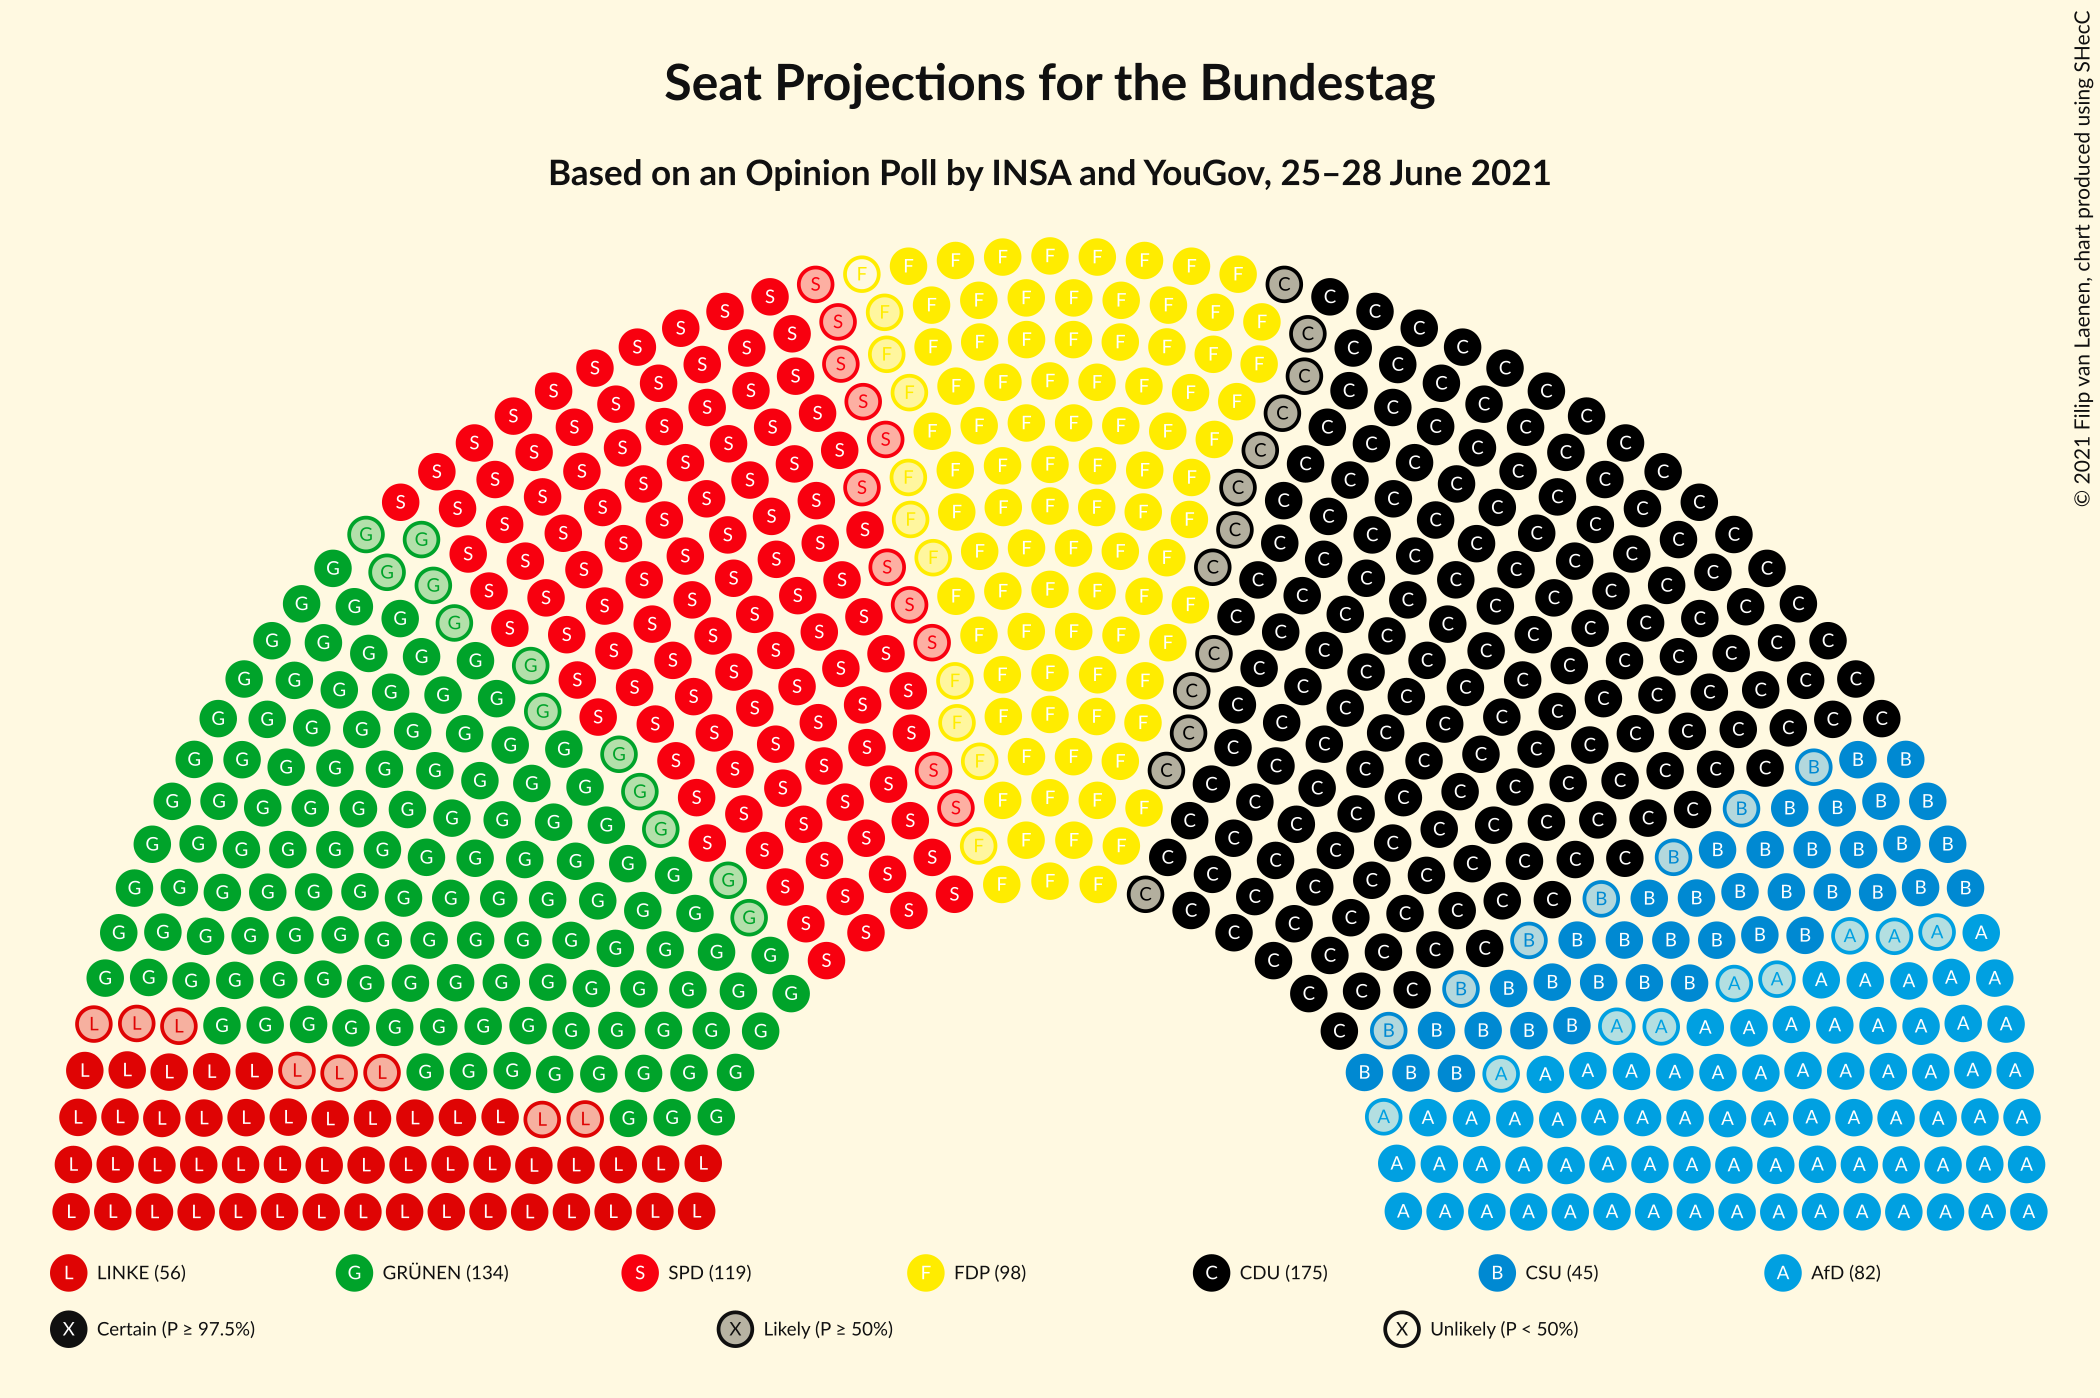 Seat Projections for the Bundestag
Based on an Opinion Poll by INSA and YouGov, 25–28 June 2021
© 2021 Filip van Laenen, chart produced using SHecC
L LINKE (56)
G GRÜNEN (134)
S SPD (119)
F FDP (98)
C CDU (175)
B CSU (45)
A AfD (82)
X Certain (P ≥ 97.5%)
X Likely (P ≥ 50%)
X Unlikely (P < 50%)